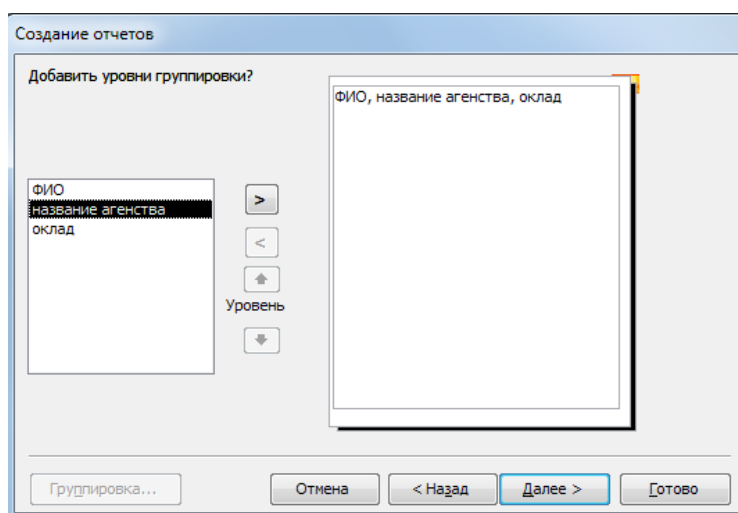 Создание отчетов
Добавить уровни группировки?
ФИО, название агенства, оклад
ФИО
название агенства
оклад
>
<
Уровень
Группировка...
Отмена
< Назад
Далее >
Готово